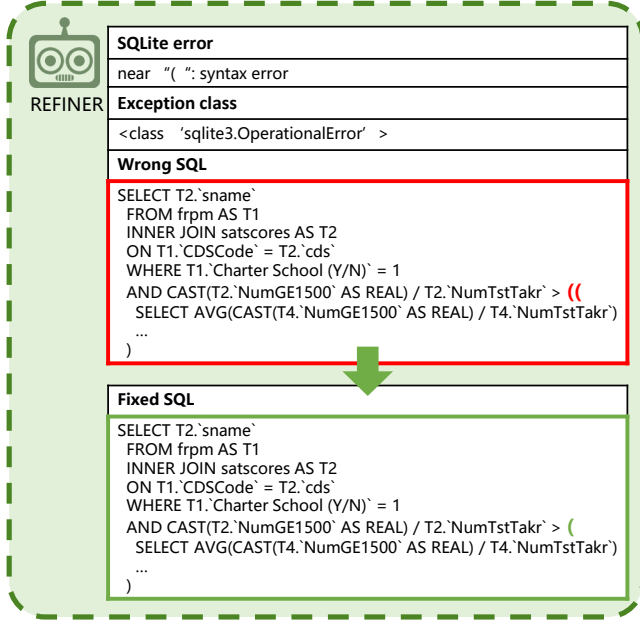 REFINER
SQLite error
near “( “: syntax error
Exception class
<class ‘sqlite3.OperationalError’ >
Wrong SQL
SELECT T2.`sname`
FROM frpm AS T1
INNER JOIN satscores AS T2
ON T1.`CDSCode` = T2.`cds`
WHERE T1.`Charter School (Y/N)` = 1
AND CAST(T2.`NumGE1500` AS REAL) / T2.`NumTstTakr` > ((
SELECT AVG(CAST(T4.`NumGE1500` AS REAL) / T4.`NumTstTakr`)
...
)
Fixed SQL
SELECT T2.`sname`
FROM frpm AS T1
INNER JOIN satscores AS T2
ON T1.`CDSCode` = T2.`cds`
WHERE T1.`Charter School (Y/N)` = 1
AND CAST(T2.`NumGE1500` AS REAL) / T2.`NumTstTakr` > (
SELECT AVG(CAST(T4.`NumGE1500` AS REAL) / T4.`NumTstTakr`)
...
)